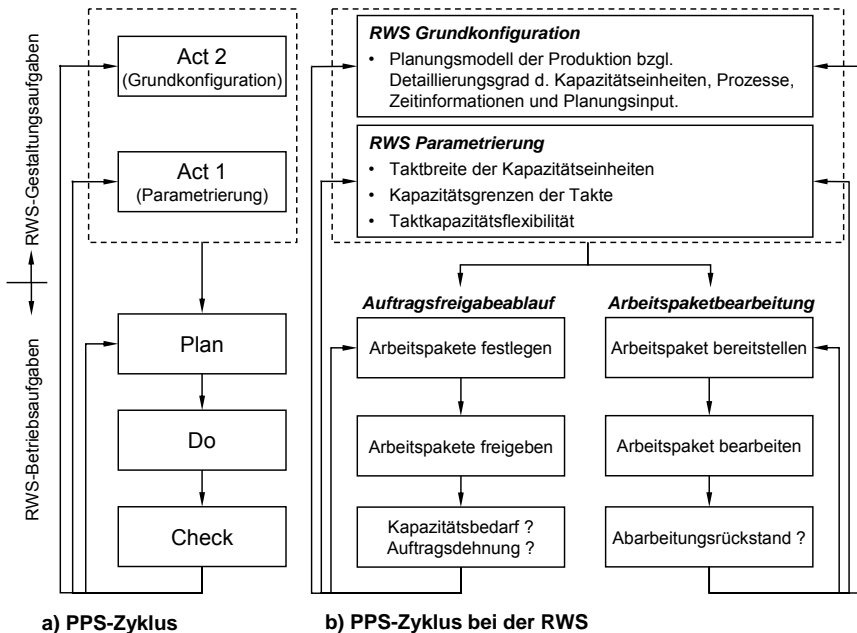 RWS-Gestaltungsaufgaben
RWS-Betriebsaufgaben
Act 2
(Grundkonfiguration)
Act 1
(Parametrierung)
Plan
Do
Check
a) PPS-Zyklus
RWS Grundkonfiguration
• Planungsmodell der Produktion bzgl.
Detaillierungsgrad d. Kapazitätseinheiten, Prozesse,
Zeitinformationen und Planungsinput.
RWS Parametrierung
• Taktbreite der Kapazitätseinheiten
• Kapazitätsgrenzen der Takte
• Taktkapazitätsflexibilität
Auftragsfreigabeablauf
Arbeitspakete festlegen
Arbeitspakete freigeben
Kapazitätsbedarf ?
Auftragsdehnung ?
Arbeitspaketbearbeitung
Arbeitspaket bereitstellen
Arbeitspaket bearbeiten
Abarbeitungsrückstand ?
b) PPS-Zyklus bei der RWS